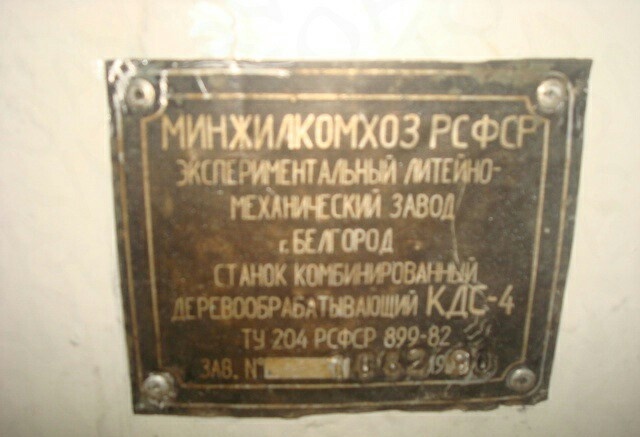 МИНЖИЛКОМХОЗ РСФСР
ЭКСПЕРИМЕНТАЛЬНЫЙ ЛИТЕЙНО-
МЕХАНИЧЕСКИЙ ЗАВОД
г. БЕЛГОРОД
СТАНОК КОМБИНИРОВАННЫЙ
ДЕРЕВООБРАБАТЫВАЮЩИЙ КДС-4
ТУ 204 РСФСР 899-82
ЗАВ. №